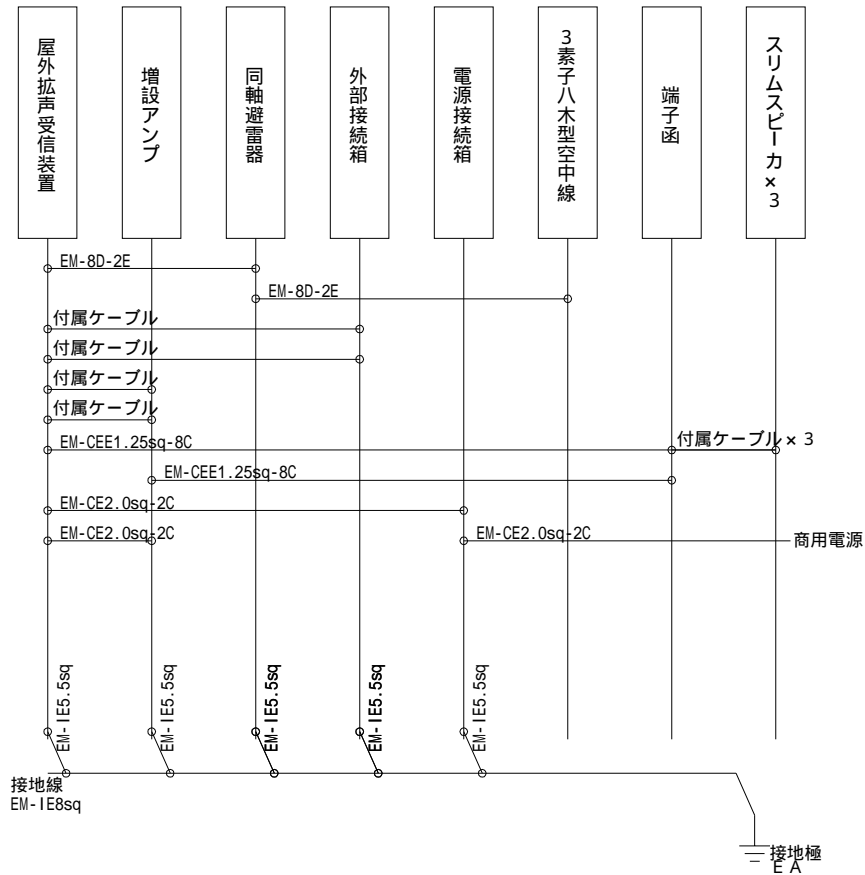 屋外拡声受信装置
増設アンプ
同軸避雷器
外部接続箱
電源接続箱
3素子八木型空中線
端子函
スリムスピーカ×3
EM-8D-2E
EM-8D-2E
付属ケーブル
付属ケーブル
付属ケーブル
付属ケーブル
EM-CEE1.25sq-8C
付属ケーブル×3
EM-CEE1.25sq-8C
EM-CE2.0sq-2C
EM-CE2.0sq-2C
EM-CE2.0sq-2C
商用電源
EM-IE5.5sq
EM-IE5.5sq
EM-IE5.5sq
EM-IE5.5sq
EM-IE5.5sq
接地線
EM-IE8sq
接地極
EA